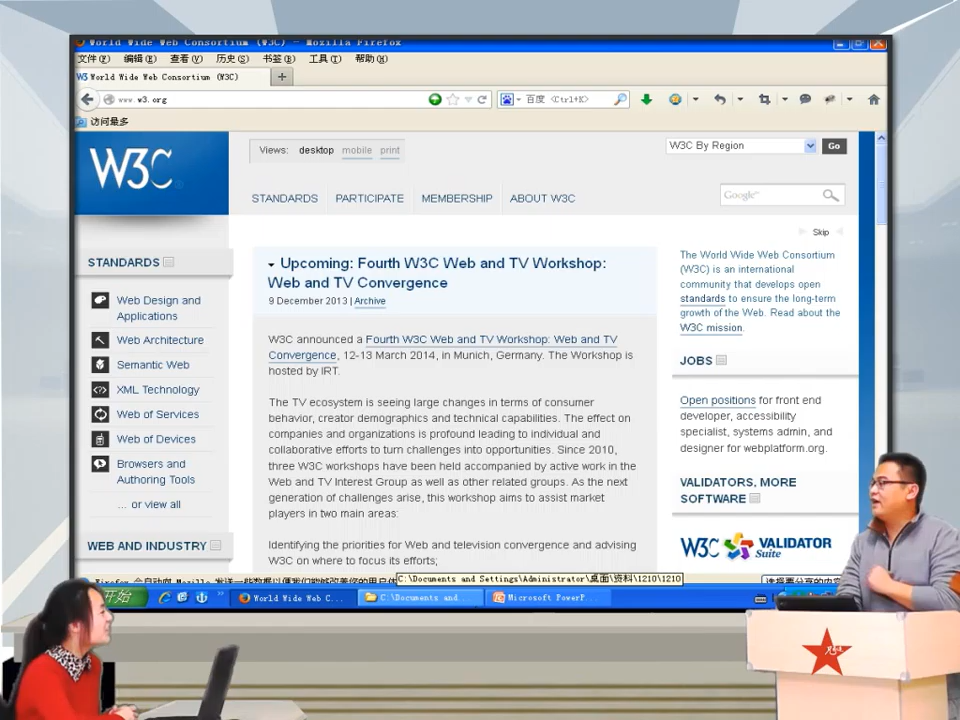 World Wide Web Consortium (W3C) - Mozilla Firefox
文件(F) 编辑(E) 查看(V) 历史(S) 书签(B) 工具(T) 帮助(H)
W3 World Wide Web Consortium (W3C) +
www.w3.org 百度 <Ctrl+K>
访问最多
W3C
Views: desktop mobile print
W3C By Region Go
STANDARDS PARTICIPATE MEMBERSHIP ABOUT W3C
Google™
Skip
STANDARDS
Web Design and
Applications
Web Architecture
Semantic Web
XML Technology
Web of Services
Web of Devices
Browsers and
Authoring Tools
... or view all
WEB AND INDUSTRY
Upcoming: Fourth W3C Web and TV Workshop:
Web and TV Convergence
9 December 2013 | Archive
W3C announced a Fourth W3C Web and TV Workshop: Web and TV
Convergence, 12-13 March 2014, in Munich, Germany. The Workshop is
hosted by IRT.
The TV ecosystem is seeing large changes in terms of consumer
behavior, creator demographics and technical capabilities. The effect on
companies and organizations is profound leading to individual and
collaborative efforts to turn challenges into opportunities. Since 2010,
three W3C workshops have been held accompanied by active work in the
Web and TV Interest Group as well as other related groups. As the next
generation of challenges arise, this workshop aims to assist market
players in two main areas:
Identifying the priorities for Web and television convergence and advising
W3C on where to focus its efforts;
The World Wide Web Consortium
(W3C) is an international
community that develops open
standards to ensure the long-term
growth of the Web. Read about the
W3C mission.
JOBS
Open positions for front end
developer, accessibility
specialist, systems admin, and
designer for webplatform.org.
VALIDATORS, MORE
SOFTWARE
W3C VALIDATOR
Suite
C:\Documents and Settings\Administrator\桌面\资料\1210\1210
开始 World Wide Web C... C:\Documents and... Microsoft PowerP...